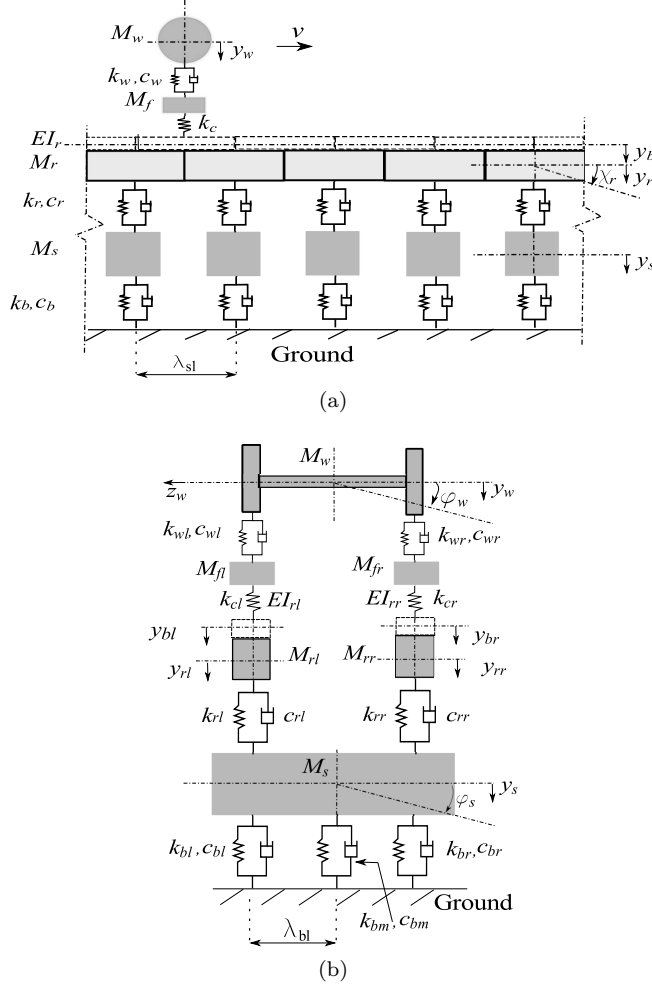 M_w
v
y_w
k_w, c_w
M_f
k_c
EI_r
M_r
y_b
χ_r
y_r
k_r, c_r
M_s
y_s
k_b, c_b
Ground
λ_sl
(a)
M_w
z_w
y_w
φ_w
k_wl, c_wl
k_wr, c_wr
M_fl
M_fr
k_cl
EI_rl
EI_rr
k_cr
y_bl
y_br
M_rl
M_rr
y_rl
y_rr
k_rl
c_rl
k_rr
c_rr
M_s
y_s
φ_s
k_bl, c_bl
k_br, c_br
Ground
k_bm, c_bm
λ_bl
(b)